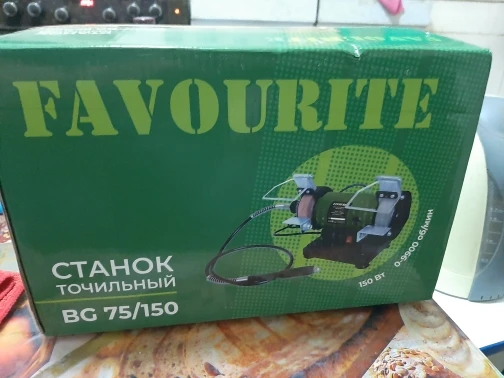 FAVOURITE
СТАНОК
ТОЧИЛЬНЫЙ
BG 75/150
150 Вт
0-9900 об/мин